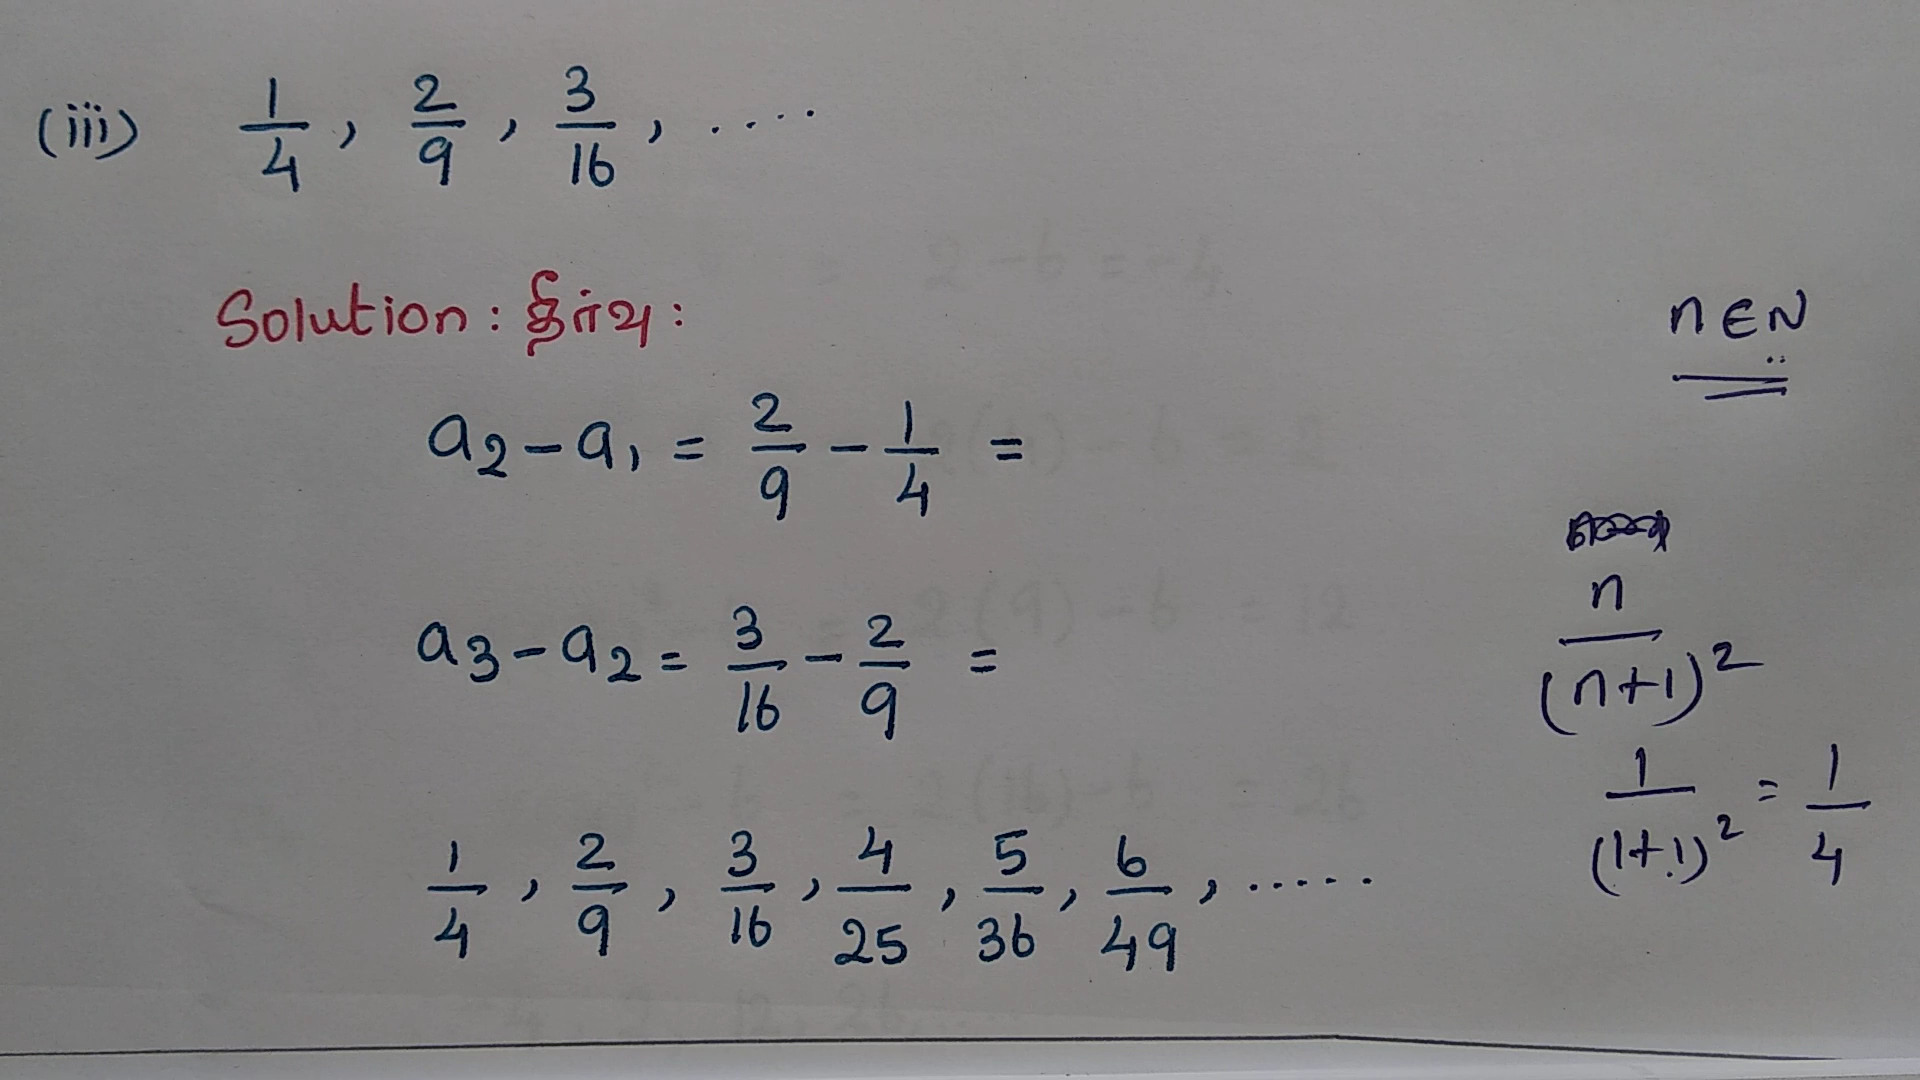 (iii) 1/4, 2/9, 3/16, ....
Solution: தீர்வு:
n∈N
a2-a1 = 2/9 - 1/4 =
a3-a2 = 3/16 - 2/9 =
n/(n+1)²
1/(1+1)² = 1/4
1/4, 2/9, 3/16, 4/25, 5/36, 6/49, .....